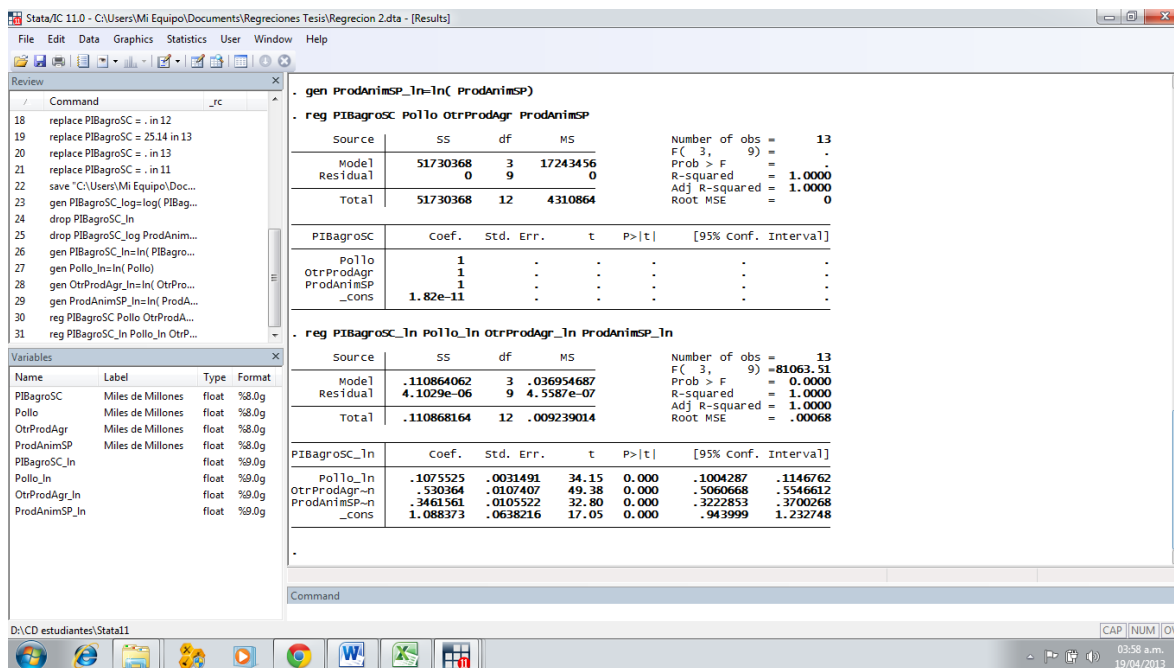 Stata/IC 11.0 - C:\Users\Mi Equipo\Documents\Regreciones Tesis\Regrecion 2.dta - [Results]
File Edit Data Graphics Statistics User Window Help
Review
Command _rc
18 replace PIBagroSC = . in 12
19 replace PIBagroSC = 25.14 in 13
20 replace PIBagroSC = . in 13
21 replace PIBagroSC = . in 11
22 save "C:\Users\Mi Equipo\Doc...
23 gen PIBagroSC_log=log( PIBag...
24 drop PIBagroSC_ln
25 drop PIBagroSC_log ProdAnim...
26 gen PIBagroSC_ln=ln( PIBagro...
27 gen Pollo_ln=ln( Pollo)
28 gen OtrProdAgr_ln=ln( OtrPro...
29 gen ProdAnimSP_ln=ln( ProdA...
30 reg PIBagroSC Pollo OtrProdA...
31 reg PIBagroSC_ln Pollo_ln OtrP...
Variables
Name Label Type Format
PIBagroSC Miles de Millones float %8.0g
Pollo Miles de Millones float %8.0g
OtrProdAgr Miles de Millones float %8.0g
ProdAnimSP Miles de Millones float %8.0g
PIBagroSC_ln float %9.0g
Pollo_ln float %9.0g
OtrProdAgr_ln float %9.0g
ProdAnimSP_ln float %9.0g
. gen ProdAnimSP_ln=ln( ProdAnimSP)
. reg PIBagroSC Pollo OtrProdAgr ProdAnimSP
Source SS df MS Number of obs = 13
F( 3, 9) = .
Model 51730368 3 17243456 Prob > F = .
Residual 0 9 0 R-squared = 1.0000
Adj R-squared = 1.0000
Total 51730368 12 4310864 Root MSE = 0
PIBagroSC Coef. Std. Err. t P>|t| [95% Conf. Interval]
Pollo 1 . . . . .
OtrProdAgr 1 . . . . .
ProdAnimSP 1 . . . . .
_cons 1.82e-11 . . . . .
. reg PIBagroSC_ln Pollo_ln OtrProdAgr_ln ProdAnimSP_ln
Source SS df MS Number of obs = 13
F( 3, 9) =81063.51
Model .110864062 3 .036954687 Prob > F = 0.0000
Residual 4.1029e-06 9 4.5587e-07 R-squared = 1.0000
Adj R-squared = 1.0000
Total .110868164 12 .009239014 Root MSE = .00068
PIBagroSC_ln Coef. Std. Err. t P>|t| [95% Conf. Interval]
Pollo_ln .1075525 .0031491 34.15 0.000 .1004287 .1146762
OtrProdAgr~n .530364 .0107407 49.38 0.000 .5060668 .5546612
ProdAnimSP~n .3461561 .0105522 32.80 0.000 .3222853 .3700268
_cons 1.088373 .0638216 17.05 0.000 .943999 1.232748
.
Command
D:\CD estudiantes\Stata11
CAP NUM OV
03:58 a.m.
19/04/2013